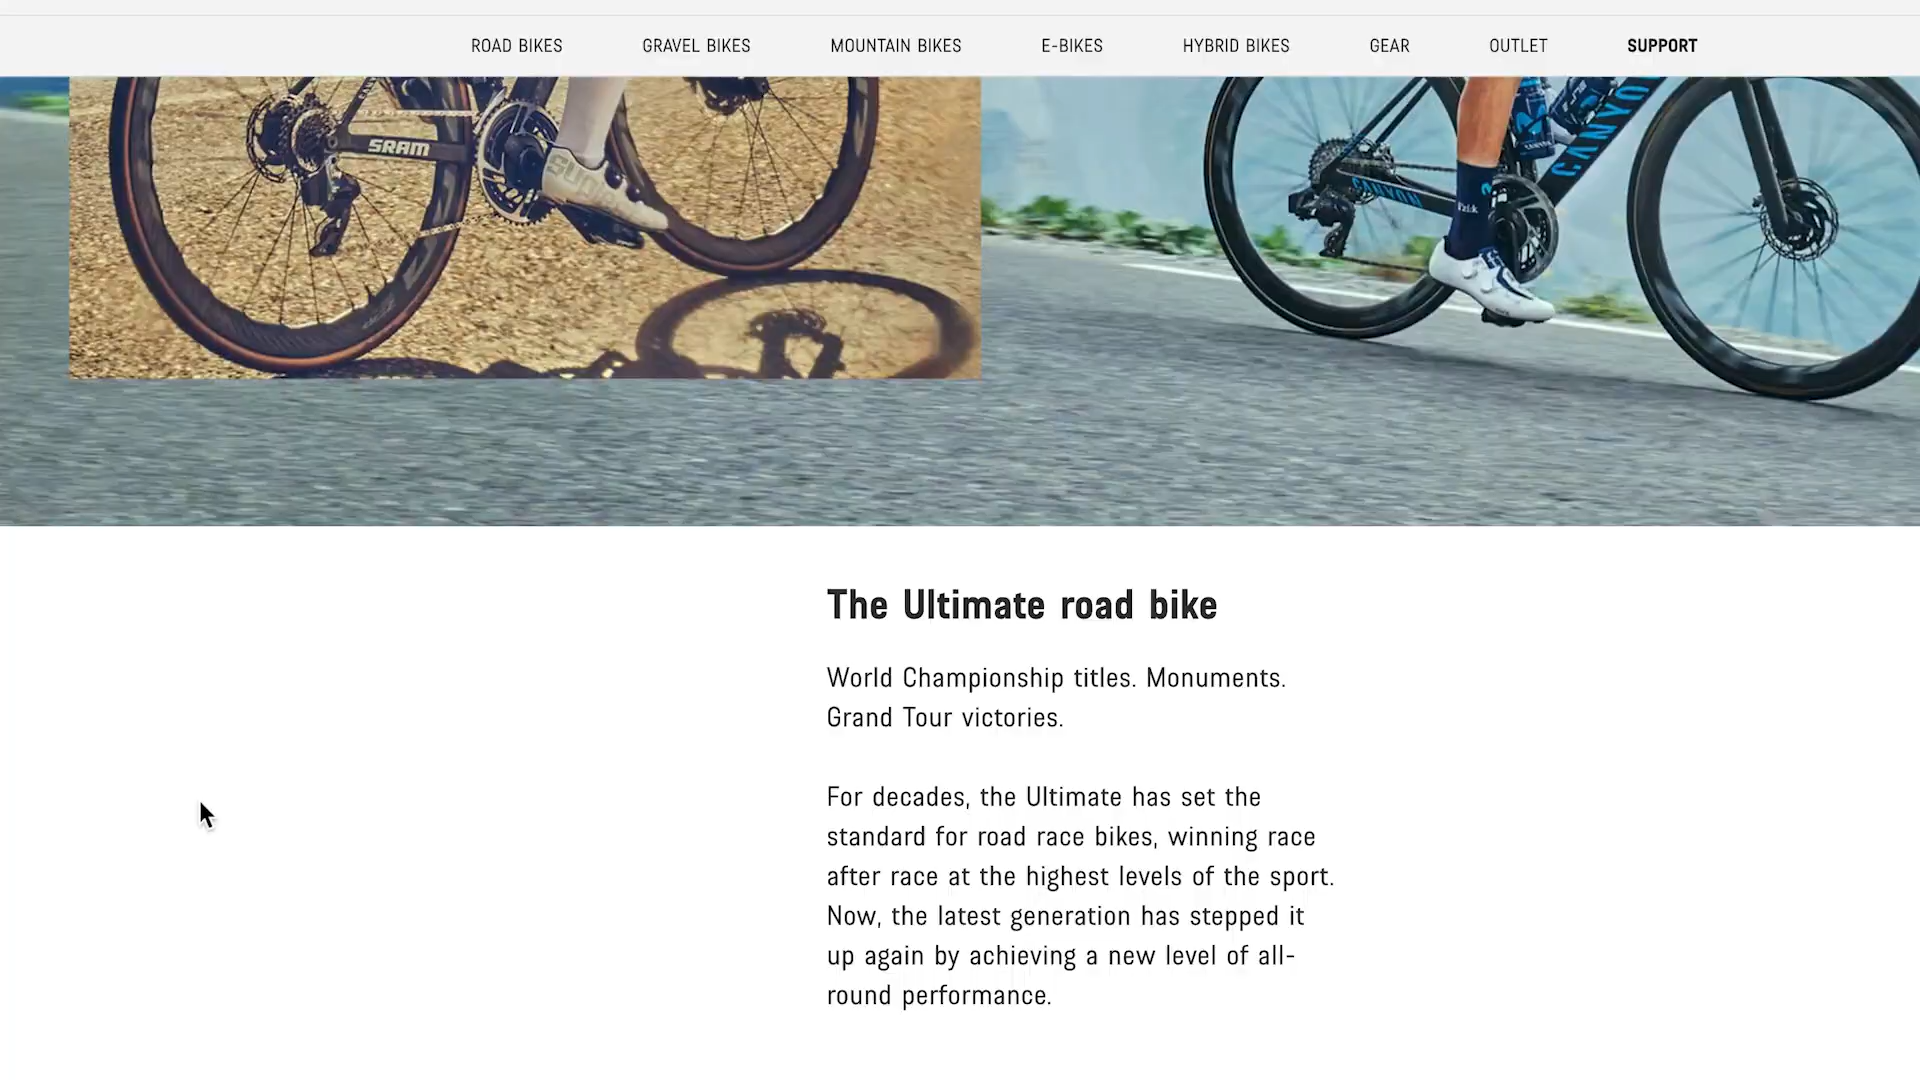 ROAD BIKES GRAVEL BIKES MOUNTAIN BIKES E-BIKES HYBRID BIKES GEAR OUTLET SUPPORT
SRAM
CANYON
CANYON
The Ultimate road bike
World Championship titles. Monuments.
Grand Tour victories.
For decades, the Ultimate has set the
standard for road race bikes, winning race
after race at the highest levels of the sport.
Now, the latest generation has stepped it
up again by achieving a new level of all-
round performance.